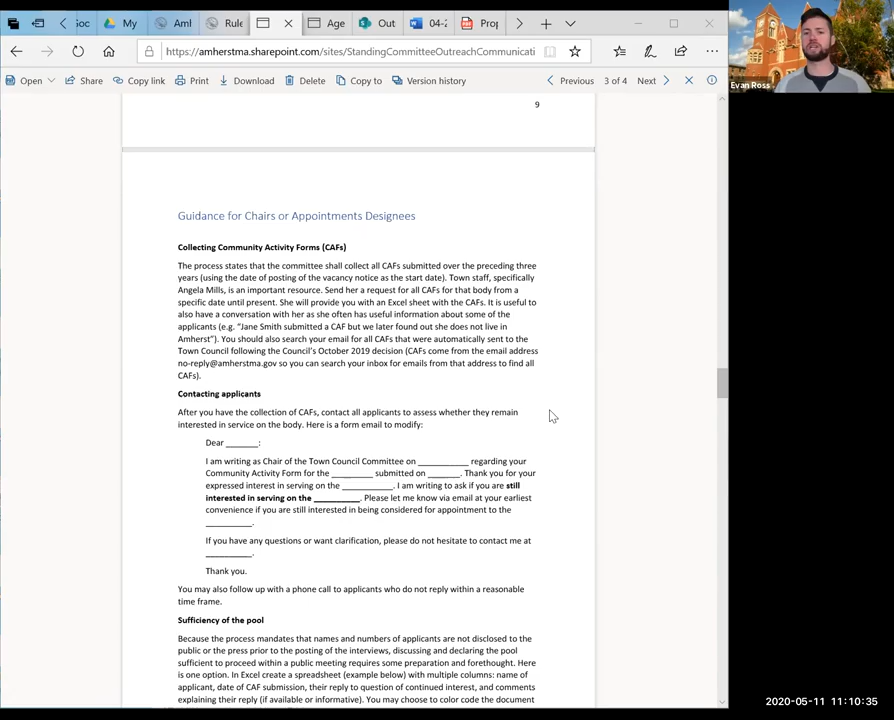 ioc My Aml Rule Age Out 04-: Prop
https://amherstma.sharepoint.com/sites/StandingCommitteeOutreachCommunicati
Open Share Copy link Print Download Delete Copy to Version history Previous 3 of 4 Next
Evan Ross
9
Guidance for Chairs or Appointments Designees
Collecting Community Activity Forms (CAFs)
The process states that the committee shall collect all CAFs submitted over the preceding three
years (using the date of posting of the vacancy notice as the start date). Town staff, specifically
Angela Mills, is an important resource. Send her a request for all CAFs for that body from a
specific date until present. She will provide you with an Excel sheet with the CAFs. It is useful to
also have a conversation with her as she often has useful information about some of the
applicants (e.g. “Jane Smith submitted a CAF but we later found out she does not live in
Amherst”). You should also search your email for all CAFs that were automatically sent to the
Town Council following the Council’s October 2019 decision (CAFs come from the email address
no-reply@amherstma.gov so you can search your inbox for emails from that address to find all
CAFs).
Contacting applicants
After you have the collection of CAFs, contact all applicants to assess whether they remain
interested in service on the body. Here is a form email to modify:
Dear _______:
I am writing as Chair of the Town Council Committee on ___________ regarding your
Community Activity Form for the _________ submitted on _______. Thank you for your
expressed interest in serving on the ___________. I am writing to ask if you are still
interested in serving on the __________. Please let me know via email at your earliest
convenience if you are still interested in being considered for appointment to the
__________.
If you have any questions or want clarification, please do not hesitate to contact me at
__________.
Thank you.
You may also follow up with a phone call to applicants who do not reply within a reasonable
time frame.
Sufficiency of the pool
Because the process mandates that names and numbers of applicants are not disclosed to the
public or the press prior to the posting of the interviews, discussing and declaring the pool
sufficient to proceed within a public meeting requires some preparation and forethought. Here
is one option. In Excel create a spreadsheet (example below) with multiple columns: name of
applicant, date of CAF submission, their reply to question of continued interest, and comments
explaining their reply (if available or informative). You may choose to color code the document
2020-05-11 11:10:35